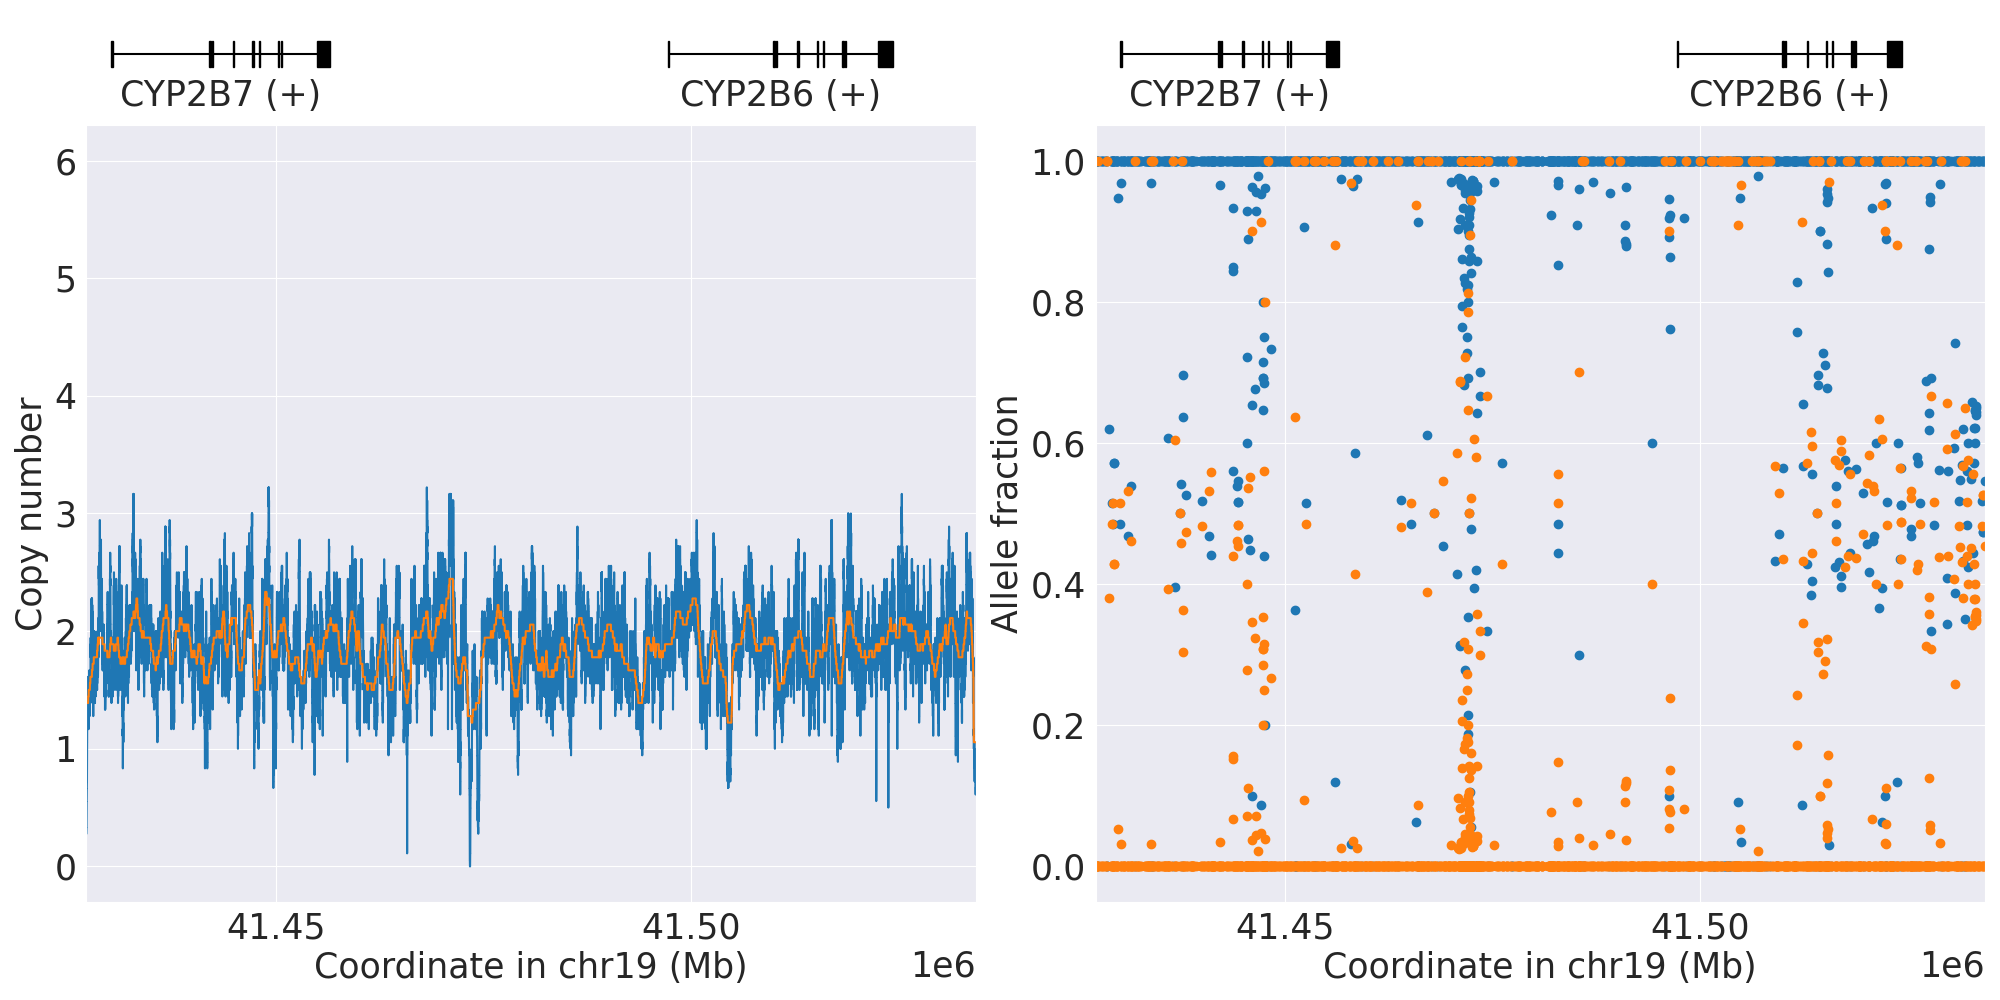 CYP2B7 (+)
CYP2B6 (+)
6
5
4
3
2
1
0
Copy number
41.45
41.50
Coordinate in chr19 (Mb)
1e6
CYP2B7 (+)
CYP2B6 (+)
1.0
0.8
0.6
0.4
0.2
0.0
Allele fraction
41.45
41.50
Coordinate in chr19 (Mb)
1e6